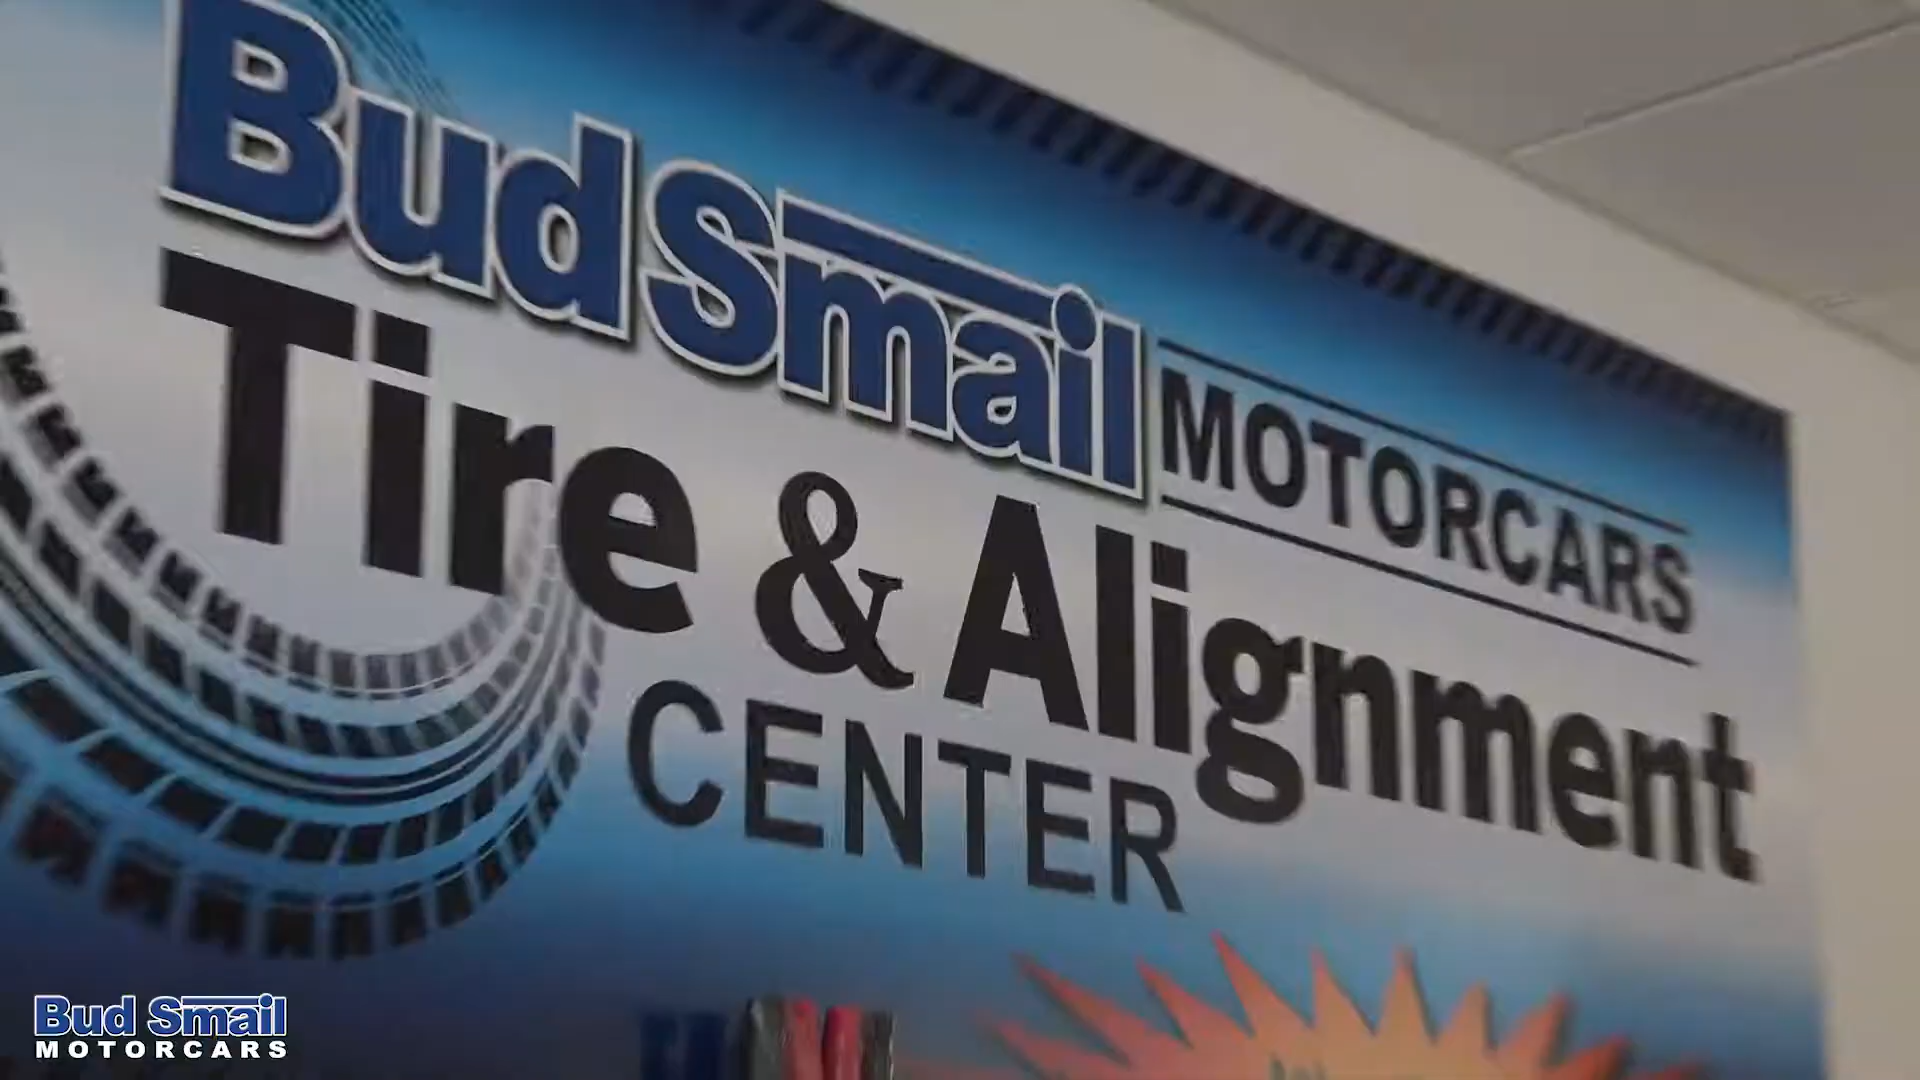 Bud Smail MOTORCARS
Tire & Alignment
CENTER
Bud Smail
MOTORCARS